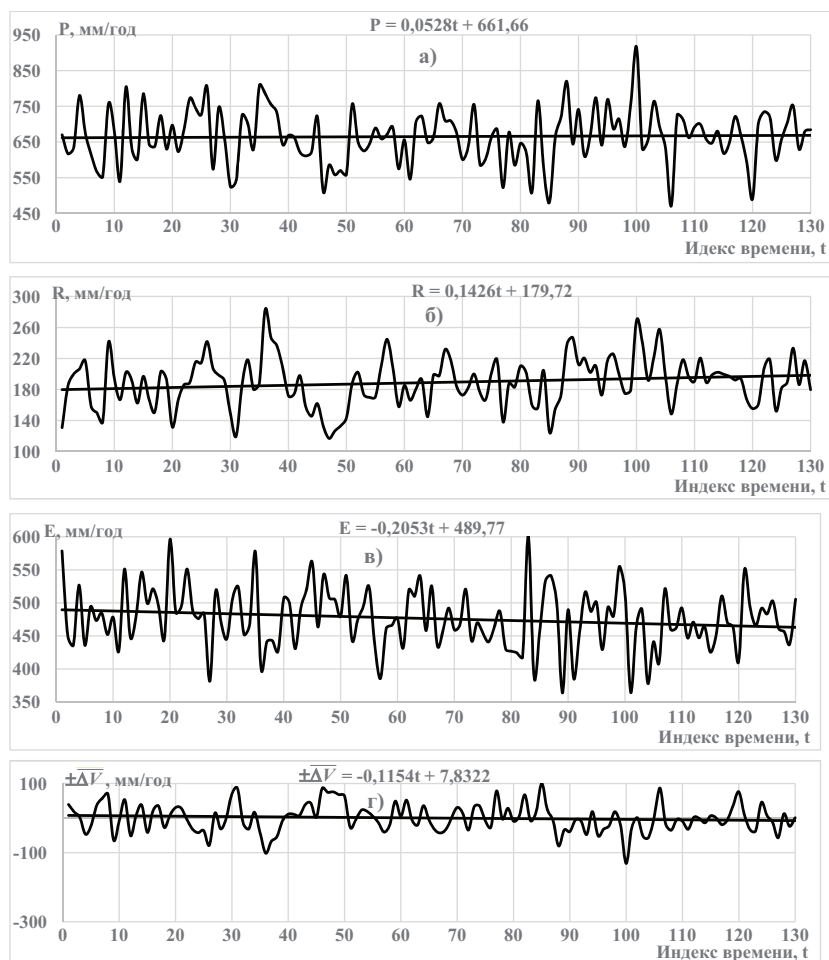 P, мм/год
P = 0,0528t + 661,66
а)
950
850
750
650
550
450
0 10 20 30 40 50 60 70 80 90 100 110 120 130
Идекс времени, t
R, мм/год
R = 0,1426t + 179,72
б)
300
260
220
180
140
100
0 10 20 30 40 50 60 70 80 90 100 110 120 130
Индекс времени, t
E, мм/год
E = -0,2053t + 489,77
в)
600
550
500
450
400
350
0 10 20 30 40 50 60 70 80 90 100 110 120 130
Индекс времени, t
±ΔV, мм/год
±ΔV = -0,1154t + 7,8322
г)
100
-100
-300
0 10 20 30 40 50 60 70 80 90 100 110 120 130
Индекс времени, t